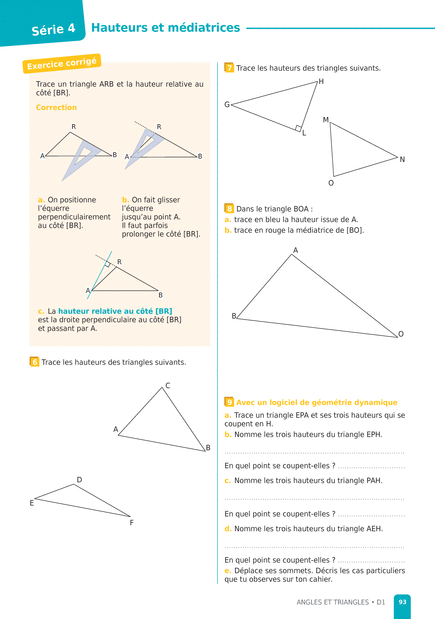 Série 4
Hauteurs et médiatrices
Exercice corrigé
Trace un triangle ARB et la hauteur relative au
côté [BR].
Correction
R
A
B
R
A
B
a. On positionne
l'équerre
perpendiculairement
au côté [BR].
b. On fait glisser
l'équerre
jusqu'au point A.
Il faut parfois
prolonger le côté [BR].
R
A
B
c. La hauteur relative au côté [BR]
est la droite perpendiculaire au côté [BR]
et passant par A.
6 Trace les hauteurs des triangles suivants.
C
A
B
D
E
F
7 Trace les hauteurs des triangles suivants.
H
G
L
M
N
O
8 Dans le triangle BOA :
a. trace en bleu la hauteur issue de A.
b. trace en rouge la médiatrice de [BO].
A
B
O
9 Avec un logiciel de géométrie dynamique
a. Trace un triangle EPA et ses trois hauteurs qui se
coupent en H.
b. Nomme les trois hauteurs du triangle EPH.
En quel point se coupent-elles ?
c. Nomme les trois hauteurs du triangle PAH.
En quel point se coupent-elles ?
d. Nomme les trois hauteurs du triangle AEH.
En quel point se coupent-elles ?
e. Déplace ses sommets. Décris les cas particuliers
que tu observes sur ton cahier.
ANGLES ET TRIANGLES • D1
93